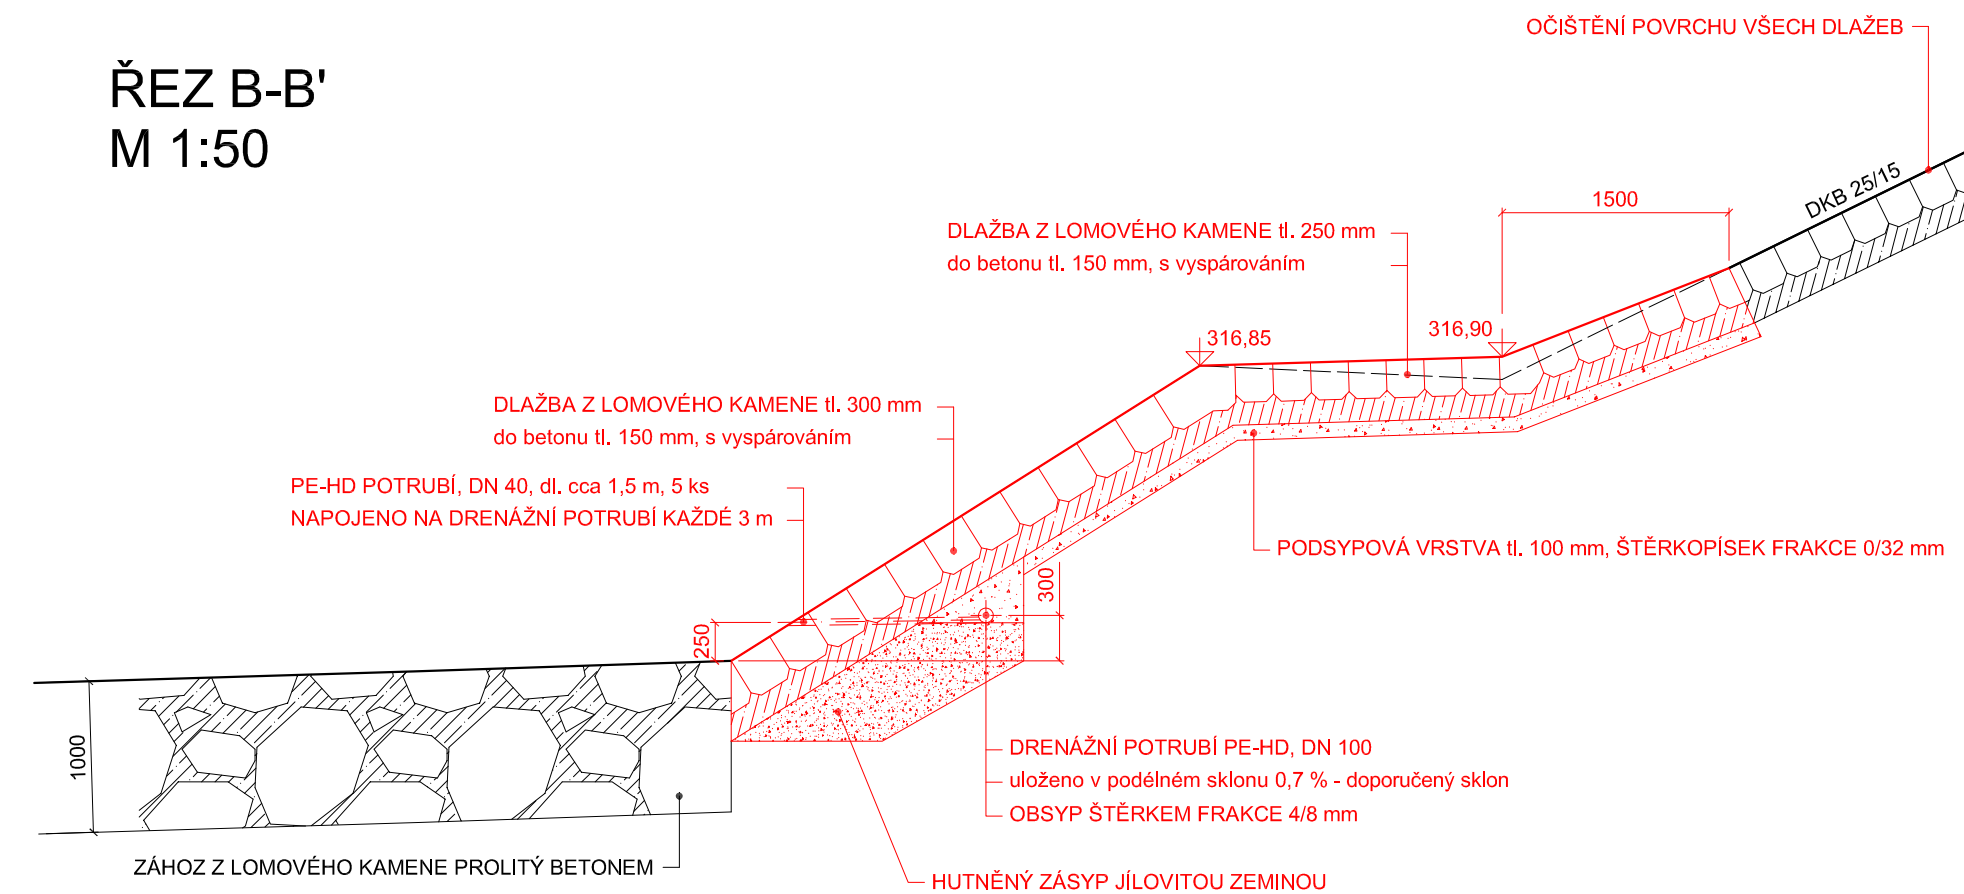 OČIŠTĚNÍ POVRCHU VŠECH DLAŽEB
ŘEZ B-B'
M 1:50
DKB 25/15
1500
DLAŽBA Z LOMOVÉHO KAMENE tl. 250 mm
do betonu tl. 150 mm, s vyspárováním
316,85
316,90
DLAŽBA Z LOMOVÉHO KAMENE tl. 300 mm
do betonu tl. 150 mm, s vyspárováním
PE-HD POTRUBÍ, DN 40, dl. cca 1,5 m, 5 ks
NAPOJENO NA DRENÁŽNÍ POTRUBÍ KAŽDÉ 3 m
PODSYPOVÁ VRSTVA tl. 100 mm, ŠTĚRKOPÍSEK FRAKCE 0/32 mm
300
250
1000
DRENÁŽNÍ POTRUBÍ PE-HD, DN 100
uloženo v podélném sklonu 0,7 % - doporučený sklon
OBSYP ŠTĚRKEM FRAKCE 4/8 mm
ZÁHOZ Z LOMOVÉHO KAMENE PROLITÝ BETONEM
HUTNĚNÝ ZÁSYP JÍLOVITOU ZEMINOU